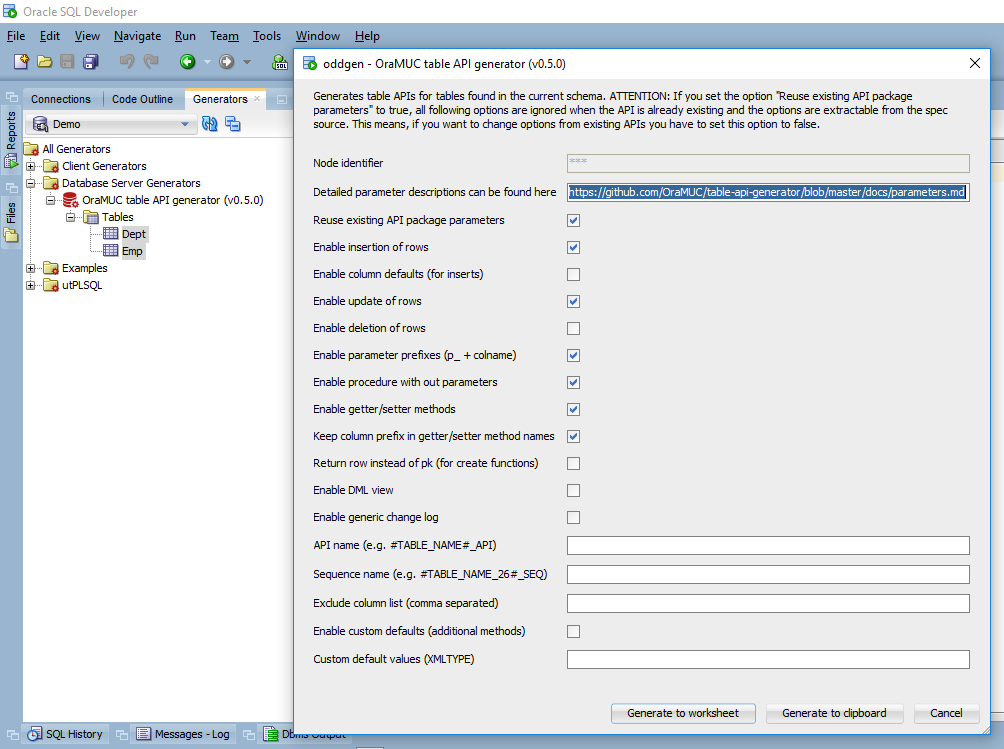 Oracle SQL Developer
File Edit View Navigate Run Team Tools Window Help
SQL
oddgen - OraMUC table API generator (v0.5.0)
Reports
Files
Connections Code Outline Generators
Demo
All Generators
Client Generators
Database Server Generators
OraMUC table API generator (v0.5.0)
Tables
Dept
Emp
Examples
utPLSQL
Generates table APIs for tables found in the current schema. ATTENTION: If you set the option "Reuse existing API package
parameters" to true, all following options are ignored when the API is already existing and the options are extractable from the spec
source. This means, if you want to change options from existing APIs you have to set this option to false.
Node identifier ***
Detailed parameter descriptions can be found here https://github.com/OraMUC/table-api-generator/blob/master/docs/parameters.md
Reuse existing API package parameters
Enable insertion of rows
Enable column defaults (for inserts)
Enable update of rows
Enable deletion of rows
Enable parameter prefixes (p_ + colname)
Enable procedure with out parameters
Enable getter/setter methods
Keep column prefix in getter/setter method names
Return row instead of pk (for create functions)
Enable DML view
Enable generic change log
API name (e.g. #TABLE_NAME#_API)
Sequence name (e.g. #TABLE_NAME_26#_SEQ)
Exclude column list (comma separated)
Enable custom defaults (additional methods)
Custom default values (XMLTYPE)
Generate to worksheet Generate to clipboard Cancel
SQL History Messages - Log Dbms Output